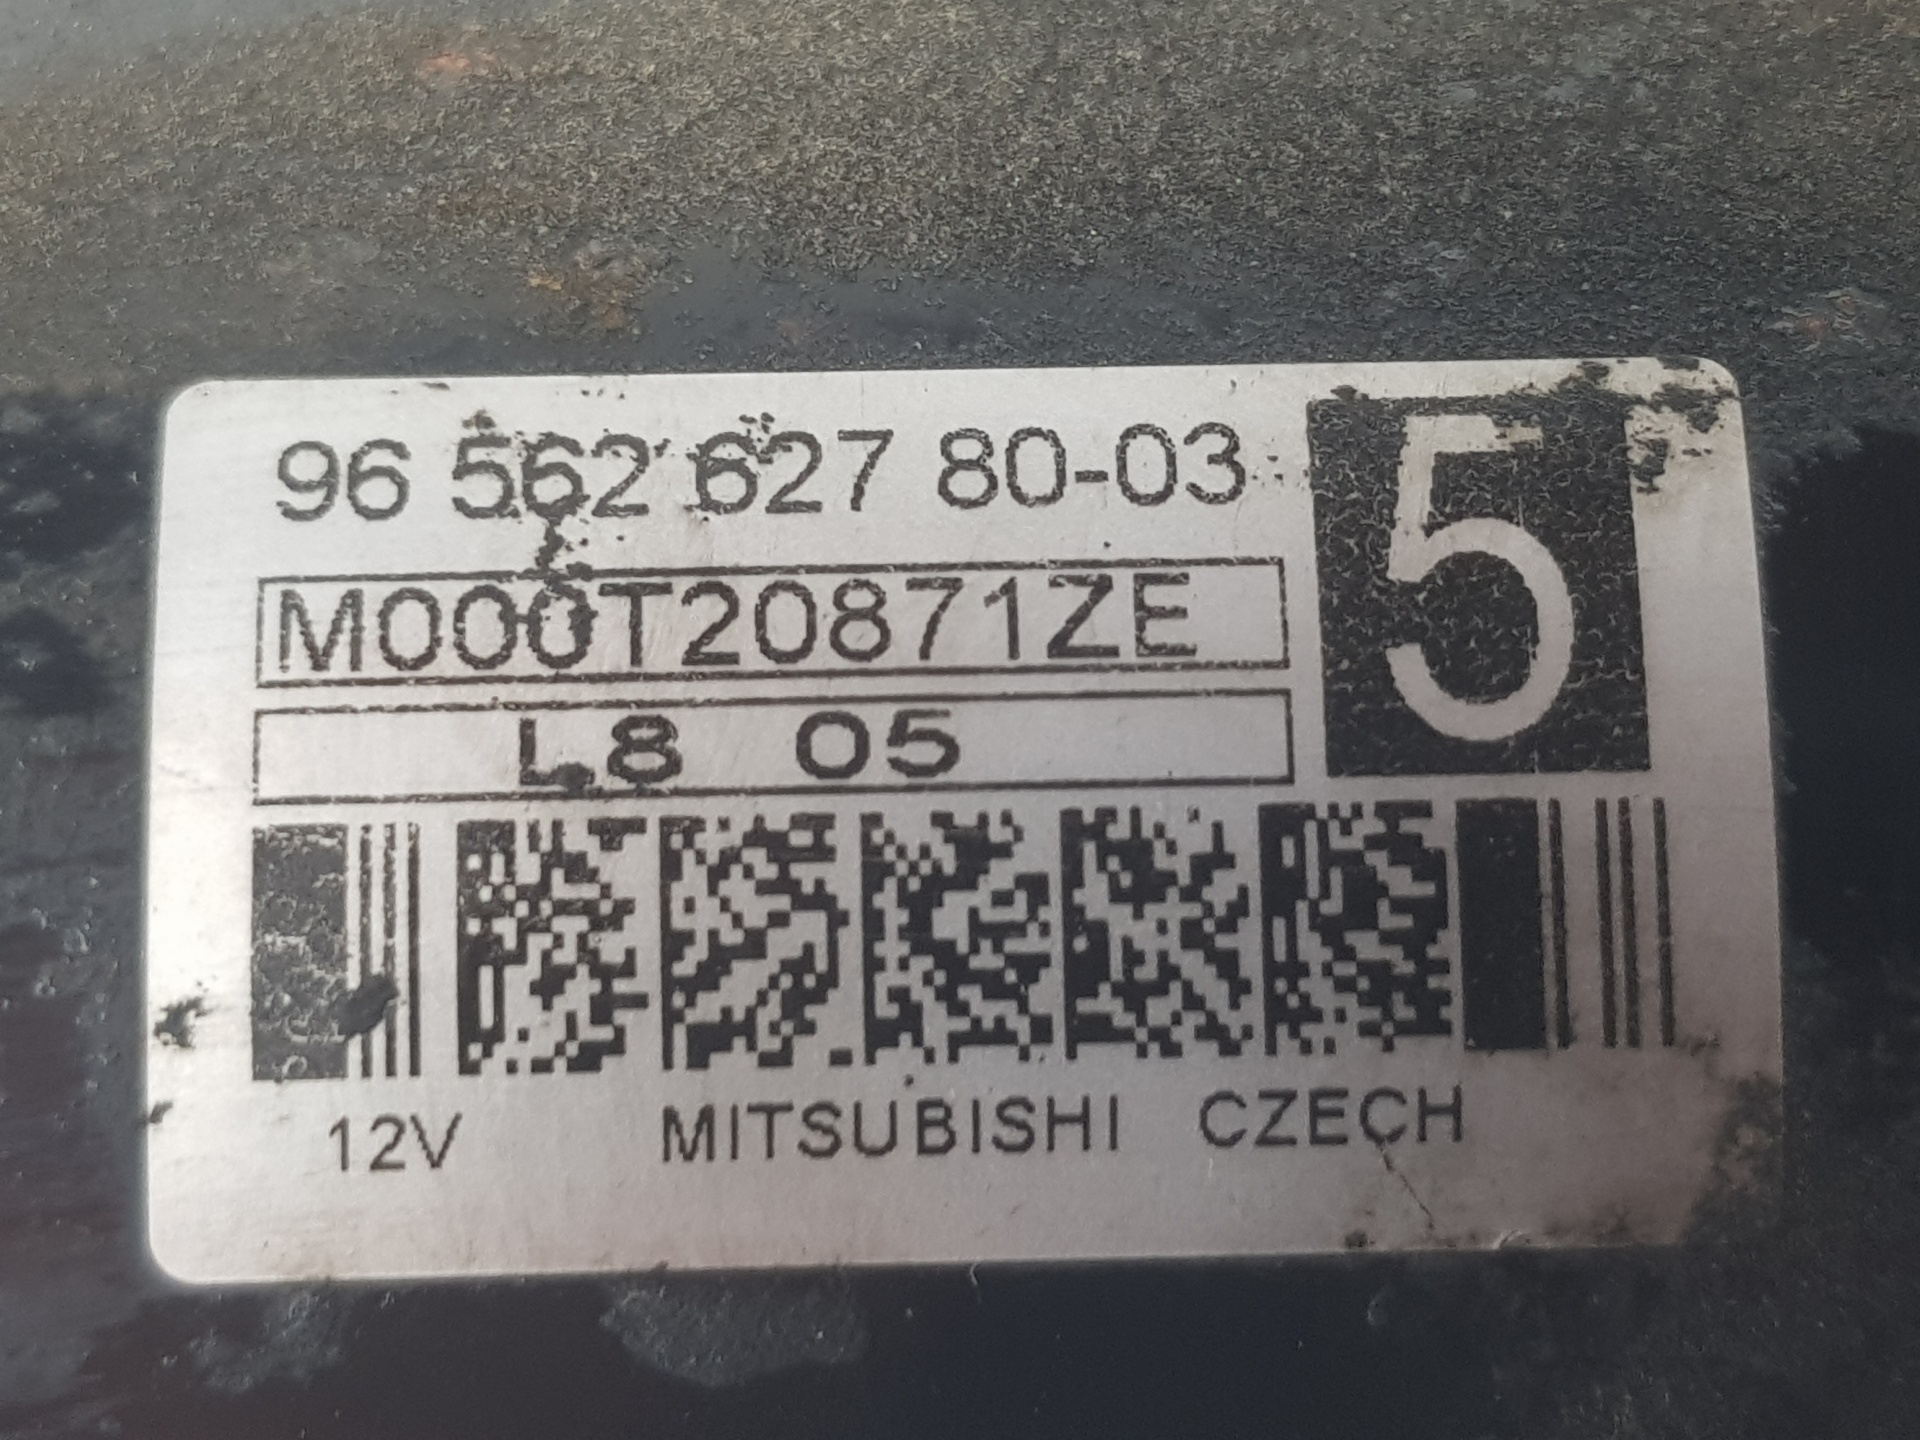 96 562 627 80-03
5
M000T20871ZE
L8 05
12V MITSUBISHI CZECH